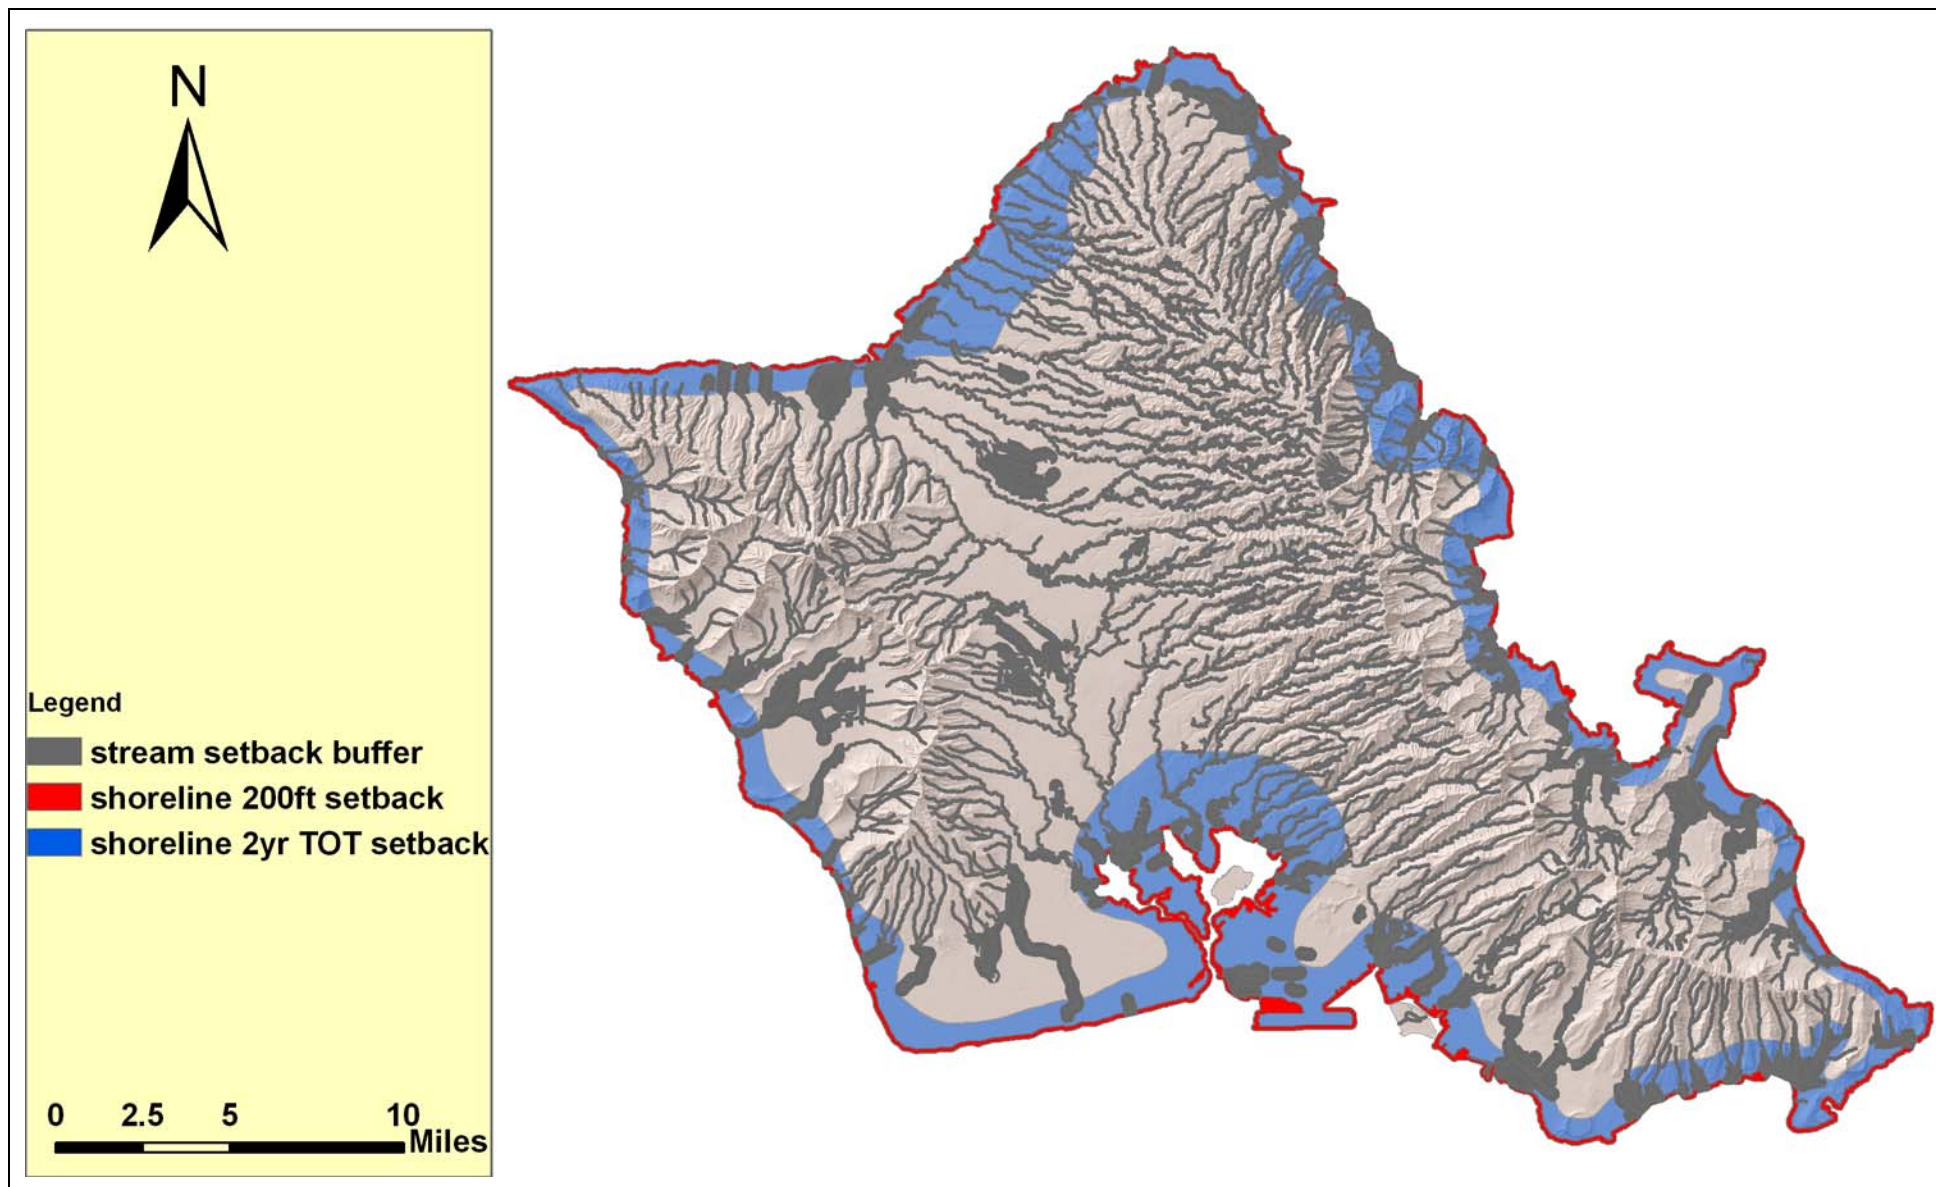 N
Legend
stream setback buffer
shoreline 200ft setback
shoreline 2yr TOT setback
0 2.5 5 10
Miles